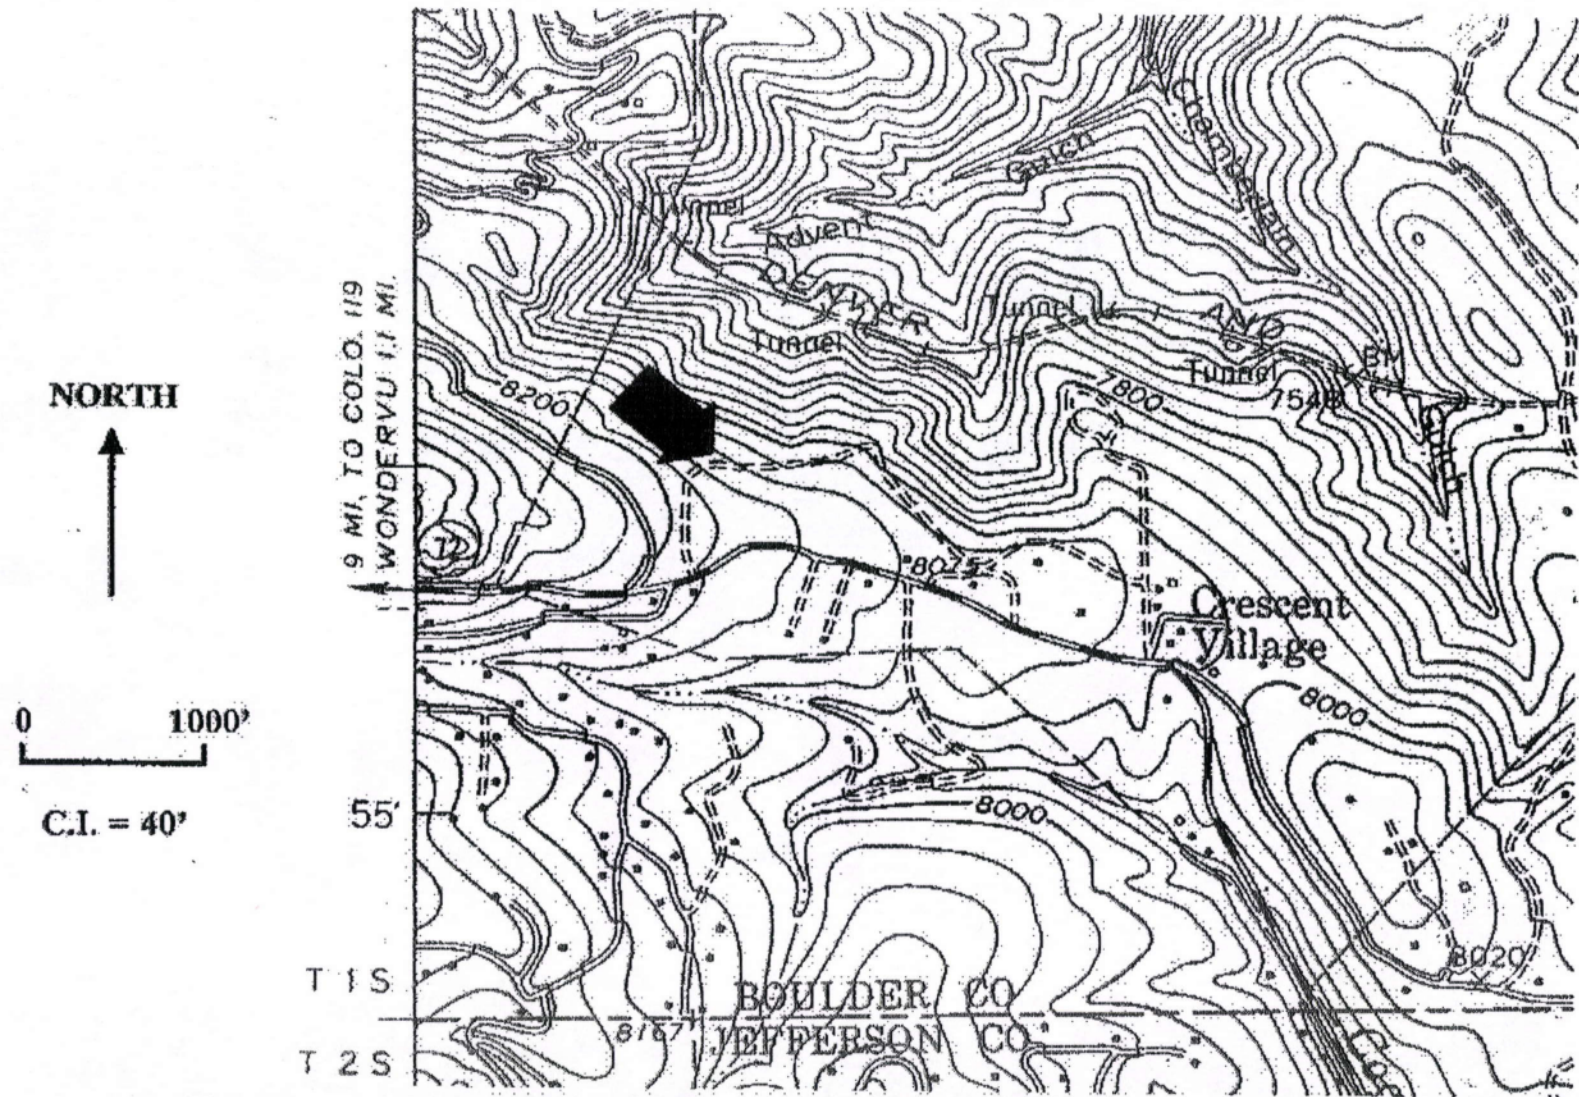 Chamberlain
Gulch
Tunnel
Advent
DENVER
9 MI. TO COLO. 119
WONDERVU 1.1 MI.
Tunnel
AND
Tunnel
BM
Tunnel
NORTH
8200
7800
Gulch
72
8075
Crescent
Village
8000
0 1000'
C.I. = 40'
55'
8000
8020
T 1 S
BOULDER CO
8167
JEFFERSON CO
T 2 S